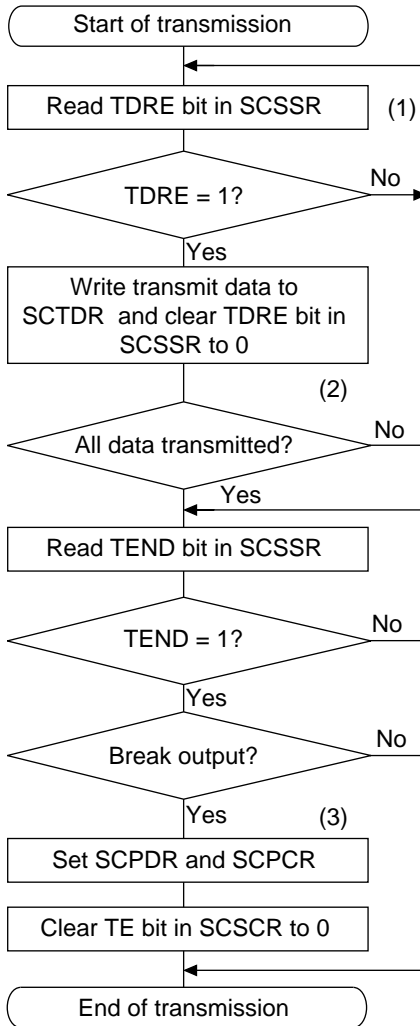 Start of transmission
Read TDRE bit in SCSSR
(1)
TDRE = 1?
No
Yes
Write transmit data to
SCTDR and clear TDRE bit in
SCSSR to 0
(2)
All data transmitted?
No
Yes
Read TEND bit in SCSSR
TEND = 1?
No
Yes
Break output?
No
Yes
(3)
Set SCPDR and SCPCR
Clear TE bit in SCSCR to 0
End of transmission